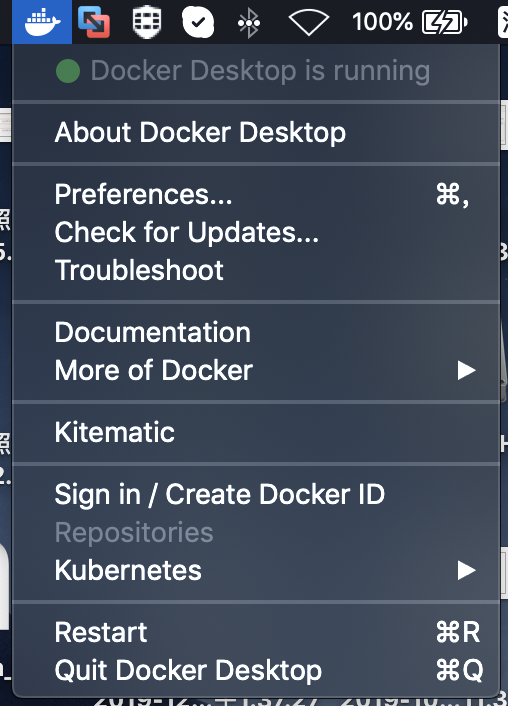 100%
Docker Desktop is running
About Docker Desktop
Preferences... ⌘,
Check for Updates...
Troubleshoot
Documentation
More of Docker ▶
Kitematic
Sign in / Create Docker ID
Repositories
Kubernetes ▶
Restart ⌘R
Quit Docker Desktop ⌘Q